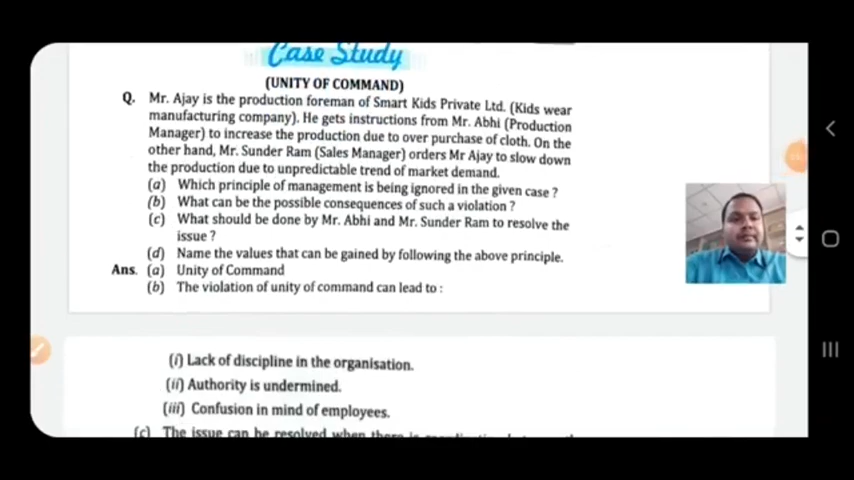 Case Study
(UNITY OF COMMAND)
Q. Mr. Ajay is the production foreman of Smart Kids Private Ltd. (Kids wear
manufacturing company). He gets instructions from Mr. Abhi (Production
Manager) to increase the production due to over purchase of cloth. On the
other hand, Mr. Sunder Ram (Sales Manager) orders Mr Ajay to slow down
the production due to unpredictable trend of market demand.
(a) Which principle of management is being ignored in the given case ?
(b) What can be the possible consequences of such a violation ?
(c) What should be done by Mr. Abhi and Mr. Sunder Ram to resolve the
issue ?
(d) Name the values that can be gained by following the above principle.
Ans. (a) Unity of Command
(b) The violation of unity of command can lead to :
(i) Lack of discipline in the organisation.
(ii) Authority is undermined.
(iii) Confusion in mind of employees.
(c) The issue can be resolved when there is